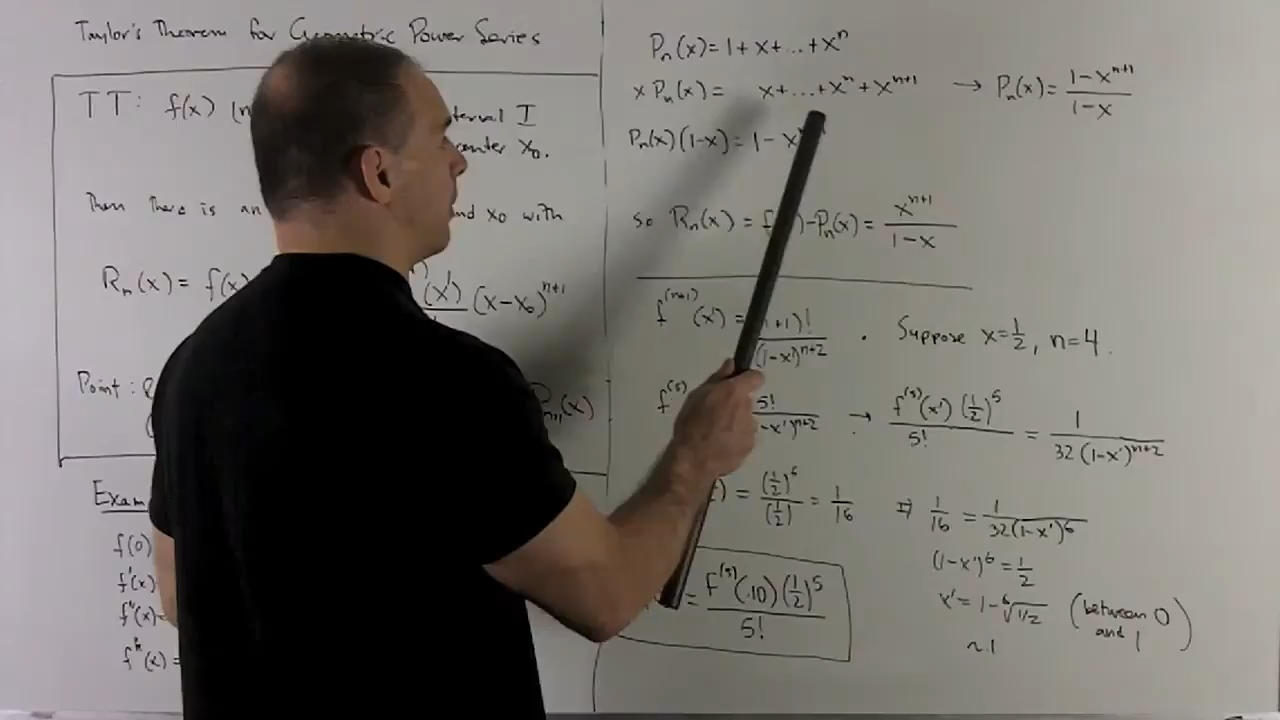 Taylor's Theorem for Geometric Power Series
TT: f(x) (n
terval I
center x₀.
Then there is an
nd x₀ with
Rₙ(x) = f(x)
(x') (x-x₀)ⁿ⁺¹
Point:
Pₙ₊₁(x)
Exam
f(0)
f'(x)
f''(x)
fᵏ(x) =
Pₙ(x) = 1 + x + ... + xⁿ
x Pₙ(x) = x + ... + xⁿ + xⁿ⁺¹ → Pₙ(x) = (1-xⁿ⁺¹)/(1-x)
Pₙ(x)(1-x) = 1 - x
so Rₙ(x) = f(x) - Pₙ(x) = xⁿ⁺¹/(1-x)
f⁽ⁿ⁺¹⁾(x') = (n+1)!/(1-x')ⁿ⁺² . Suppose x = 1/2, n = 4.
f⁽⁵⁾ 5!/(1-x')ⁿ⁺² → f⁽⁵⁾(x')(1/2)⁵/5! = 1/(32(1-x')ⁿ⁺²)
= (1/2)⁶/(1/2) = 1/16 ⇒ 1/16 = 1/(32(1-x')⁶)
(1-x')⁶ = 1/2
x' = 1 - ⁶√1/2 (between 0 and 1)
~.1
= f⁽⁵⁾(.10)(1/2)⁵/5!